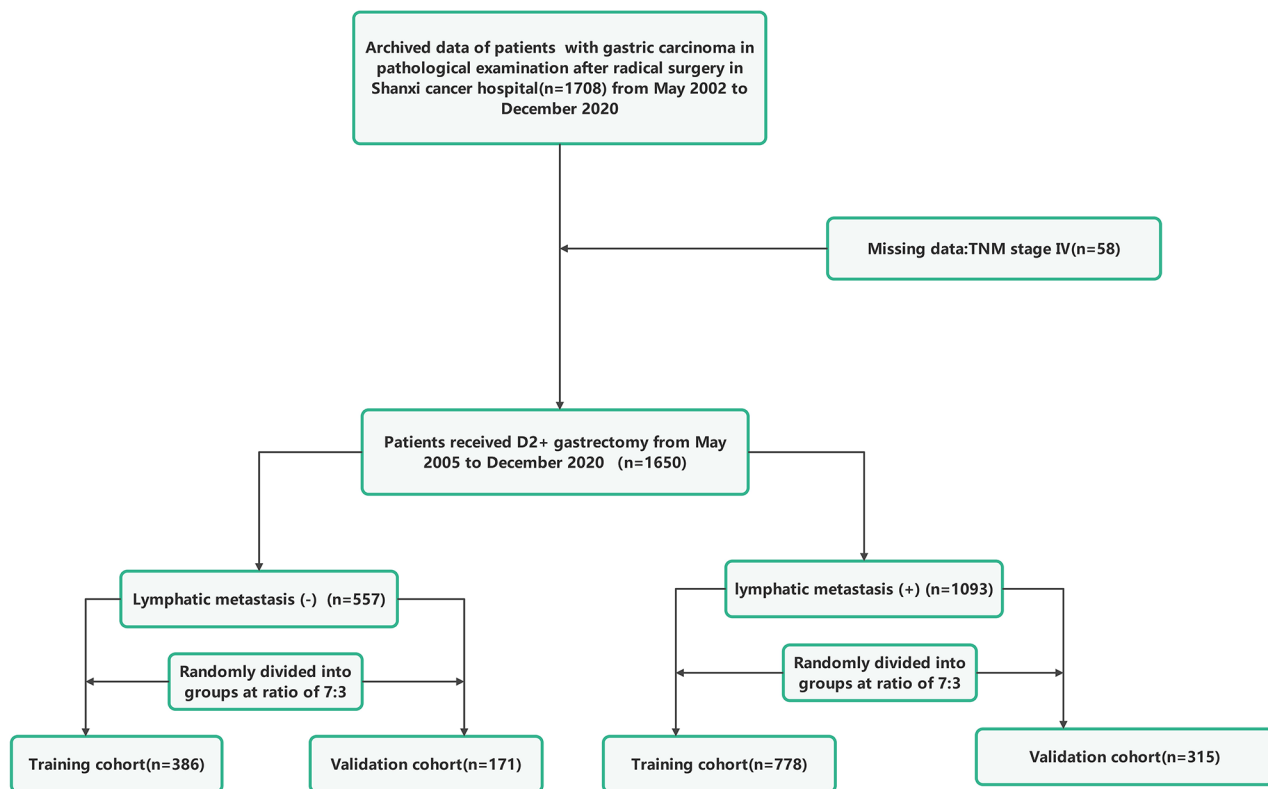 Archived data of patients  with gastric carcinoma in
pathological examination after radical surgery in
Shanxi cancer hospital(n=1708) from May 2002 to
December 2020
Missing data:TNM stage IV(n=58)
Patients received D2+ gastrectomy from May
2005 to December 2020   (n=1650)
Lymphatic metastasis (-)  (n=557)
lymphatic metastasis (+) (n=1093)
Randomly divided into
groups at ratio of 7:3
Randomly divided into
groups at ratio of 7:3
Training cohort(n=386)
Validation cohort(n=171)
Training cohort(n=778)
Validation cohort(n=315)